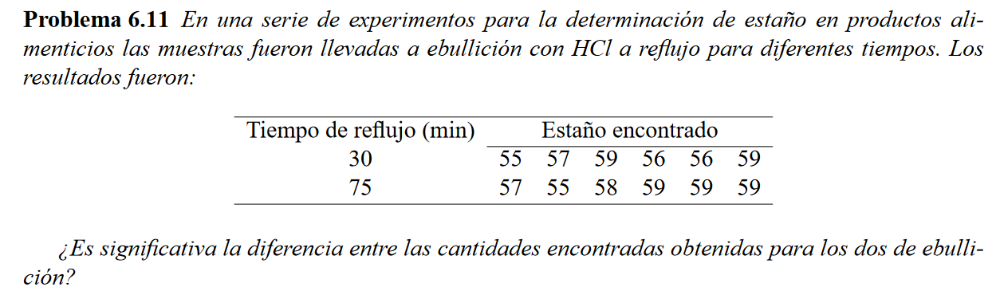 Problema 6.11 En una serie de experimentos para la determinación de estaño en productos ali-
menticios las muestras fueron llevadas a ebullición con HCl a reflujo para diferentes tiempos. Los
resultados fueron:
Tiempo de reflujo (min) Estaño encontrado
30 55 57 59 56 56 59
75 57 55 58 59 59 59
¿Es significativa la diferencia entre las cantidades encontradas obtenidas para los dos de ebulli-
ción?